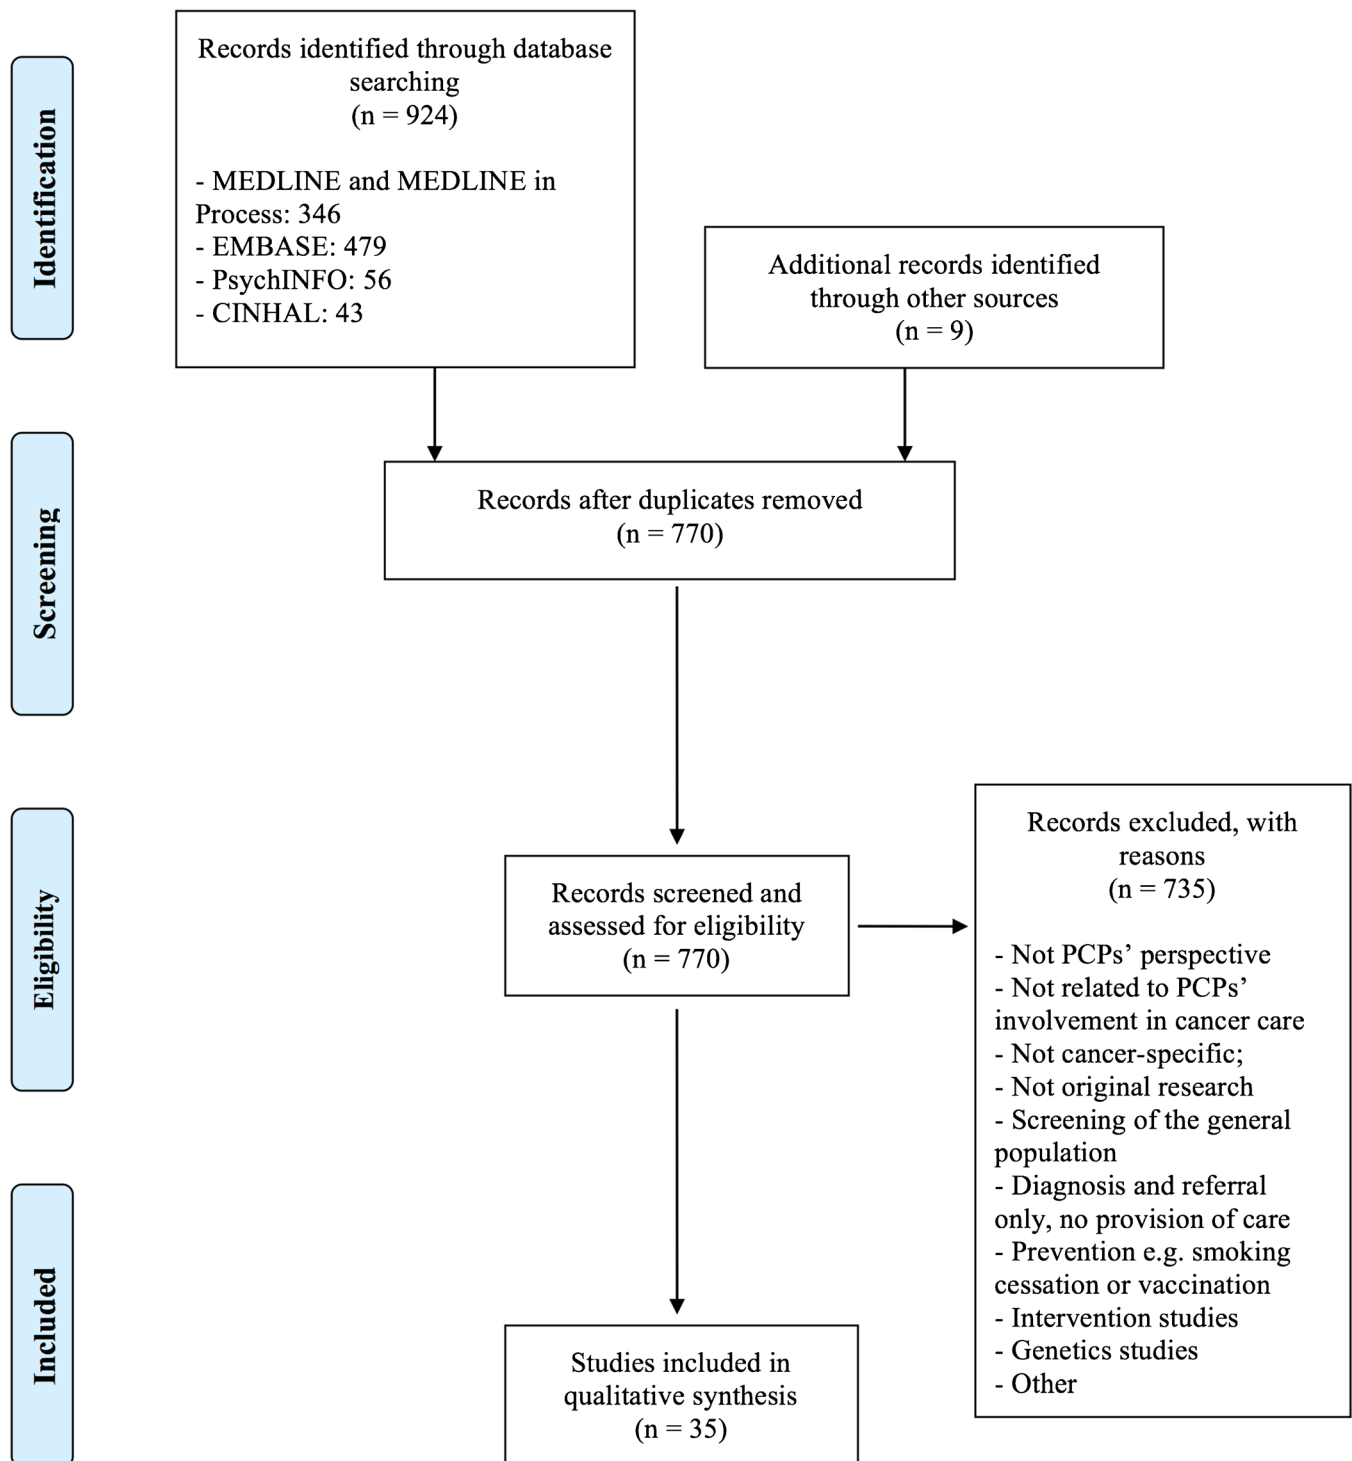 Identification
Records identified through database
searching
(n = 924)
- MEDLINE and MEDLINE in
Process: 346
- EMBASE: 479
- PsychINFO: 56
- CINHAL: 43
Additional records identified
through other sources
(n = 9)
Screening
Records after duplicates removed
(n = 770)
Eligibility
Records screened and
assessed for eligibility
(n = 770)
Records excluded, with
reasons
(n = 735)
- Not PCPs’ perspective
- Not related to PCPs’
involvement in cancer care
- Not cancer-specific;
- Not original research
- Screening of the general
population
- Diagnosis and referral
only, no provision of care
- Prevention e.g. smoking
cessation or vaccination
- Intervention studies
- Genetics studies
- Other
Included
Studies included in
qualitative synthesis
(n = 35)